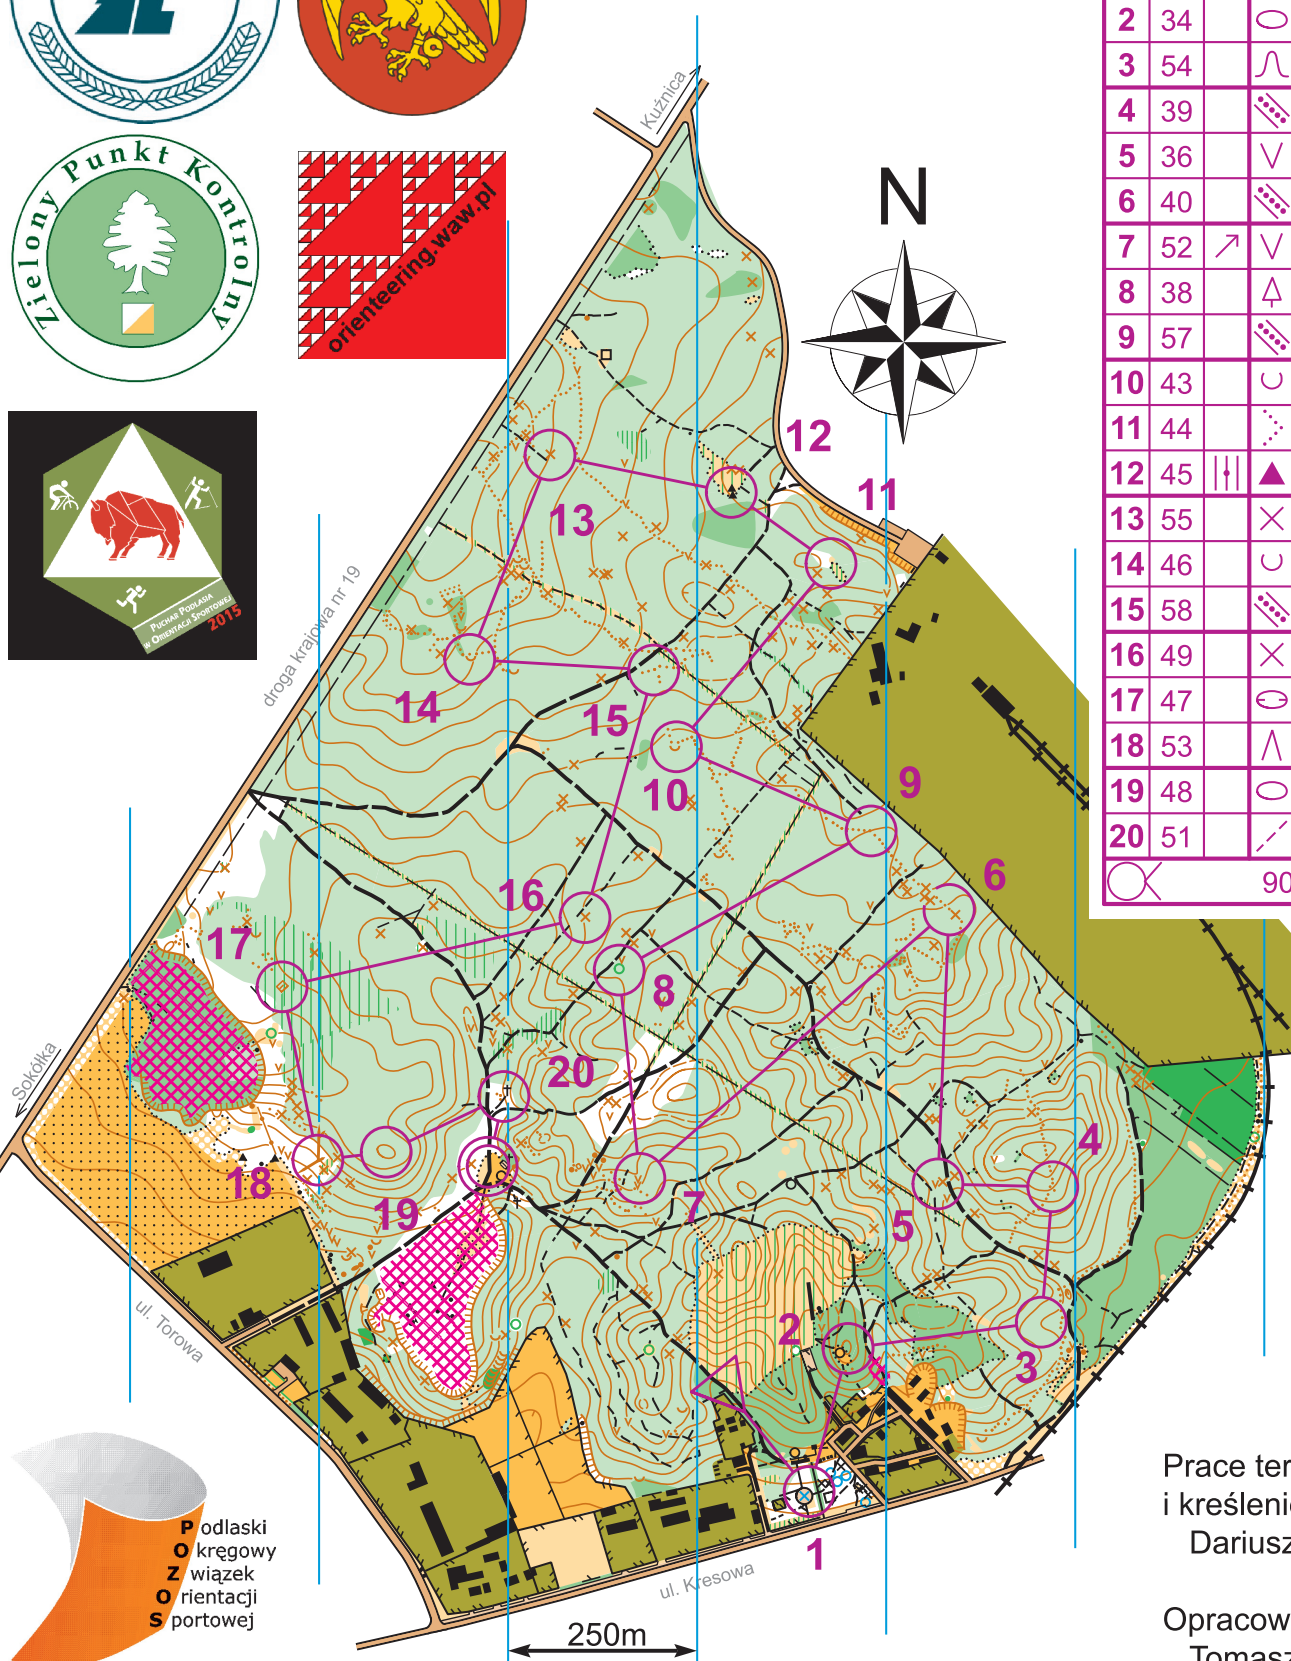 Zielony Punkt Kontrolny
orienteering.waw.pl
PUCHAR PODLASIA
W ORIENTACJI SPORTOWEJ
2015
Kuźnica
N
droga krajowa nr 19
Sokółka
ul. Torowa
ul. Kresowa
250m
12
11
13
14
15
10
9
6
16
17
8
20
4
18
19
7
5
2
3
1
2 34
3 54
4 39
5 36
6 40
7 52
8 38
9 57
10 43
11 44
12 45
13 55
14 46
15 58
16 49
17 47
18 53
19 48
20 51
90
Podlaski
Okręgowy
Związek
Orientacji
Sportowej
Prace ter
i kreśleni
Dariusz
Opracow
Tomasz